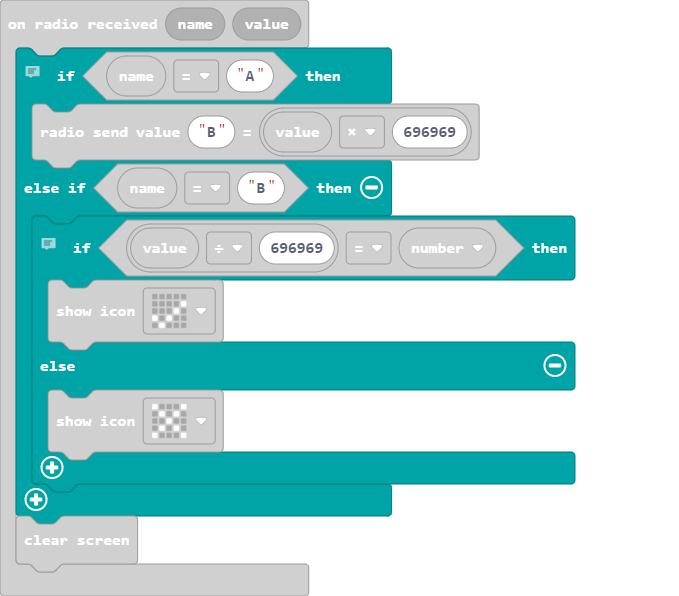 on radio received name value
if name = "A" then
radio send value "B" = value × 696969
else if name = "B" then
if value ÷ 696969 = number then
show icon
else
show icon
clear screen